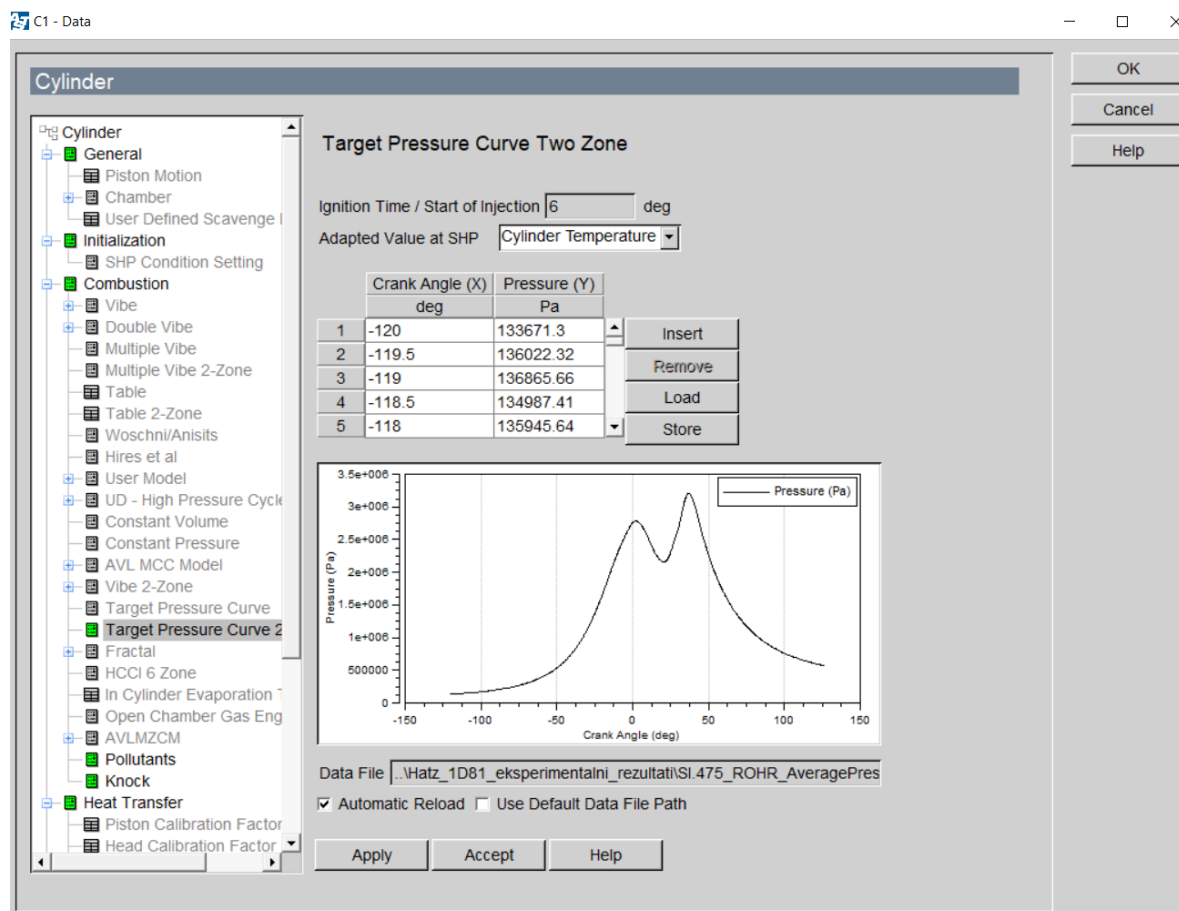 C1 - Data
Cylinder
OK
Cancel
Help
Cylinder
General
Piston Motion
Chamber
User Defined Scavenge
Initialization
SHP Condition Setting
Combustion
Vibe
Double Vibe
Multiple Vibe
Multiple Vibe 2-Zone
Table
Table 2-Zone
Woschni/Anisits
Hires et al
User Model
UD - High Pressure Cycle
Constant Volume
Constant Pressure
AVL MCC Model
Vibe 2-Zone
Target Pressure Curve
Target Pressure Curve 2
Fractal
HCCI 6 Zone
In Cylinder Evaporation
Open Chamber Gas Eng
AVLMZCM
Pollutants
Knock
Heat Transfer
Piston Calibration Factor
Head Calibration Factor
Target Pressure Curve Two Zone
Ignition Time / Start of Injection 6 deg
Adapted Value at SHP Cylinder Temperature
Crank Angle (X) Pressure (Y)
deg Pa
1 -120 133671.3
2 -119.5 136022.32
3 -119 136865.66
4 -118.5 134987.41
5 -118 135945.64
Insert
Remove
Load
Store
3.5e+006
3e+006
2.5e+006
2e+006
1.5e+006
1e+006
500000
0
Pressure (Pa)
Pressure (Pa)
-150 -100 -50 0 50 100 150
Crank Angle (deg)
Data File ..\Hatz_1D81_eksperimentalni_rezultati\SI.475_ROHR_AveragePres
Automatic Reload Use Default Data File Path
Apply Accept Help